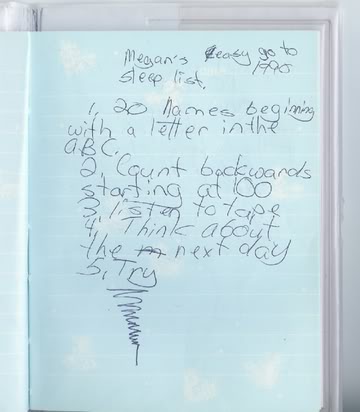 Megan's easy go to
sleep list. 1990
1, 20 Names beginning
with a letter in the
ABC.
2, Count backwards
starting at 100
3, listen to tape
4, Think about
the m next day
5, Try